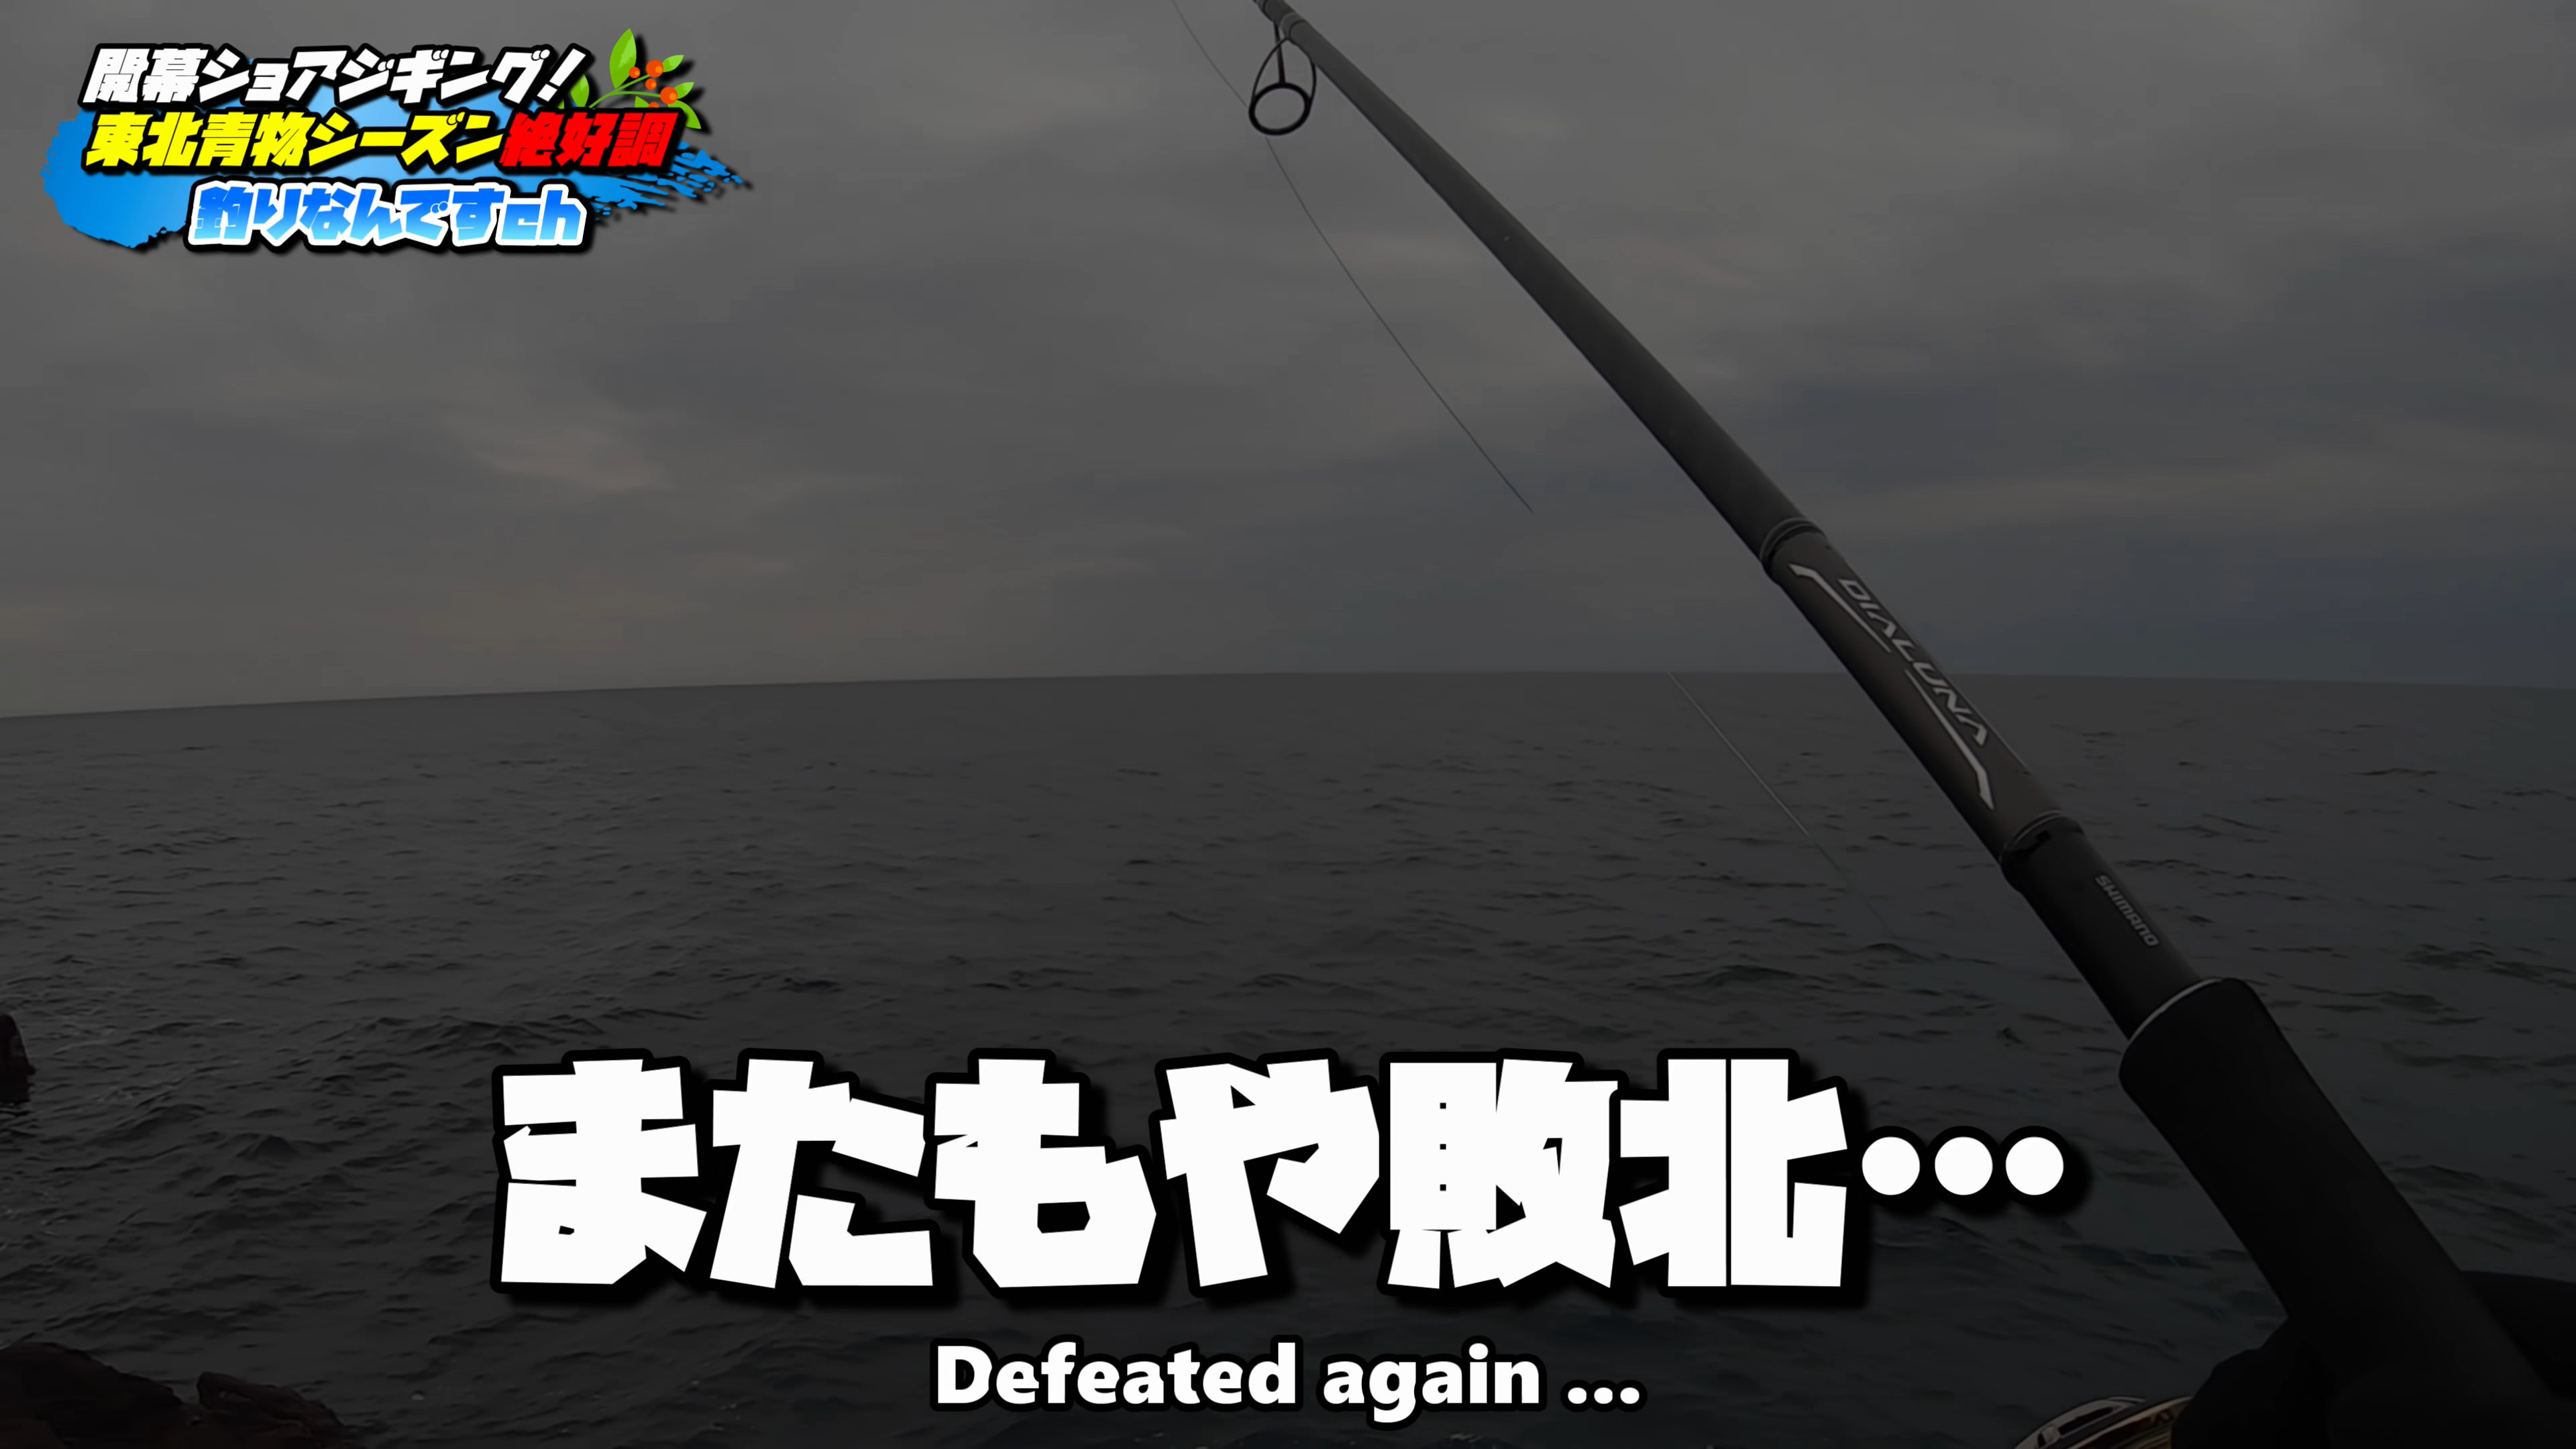 開幕ショアジギング!
東北青物シーズン絶好調
釣りなんですch
DIALUNA
SHIMANO
またもや敗北…
Defeated again ...